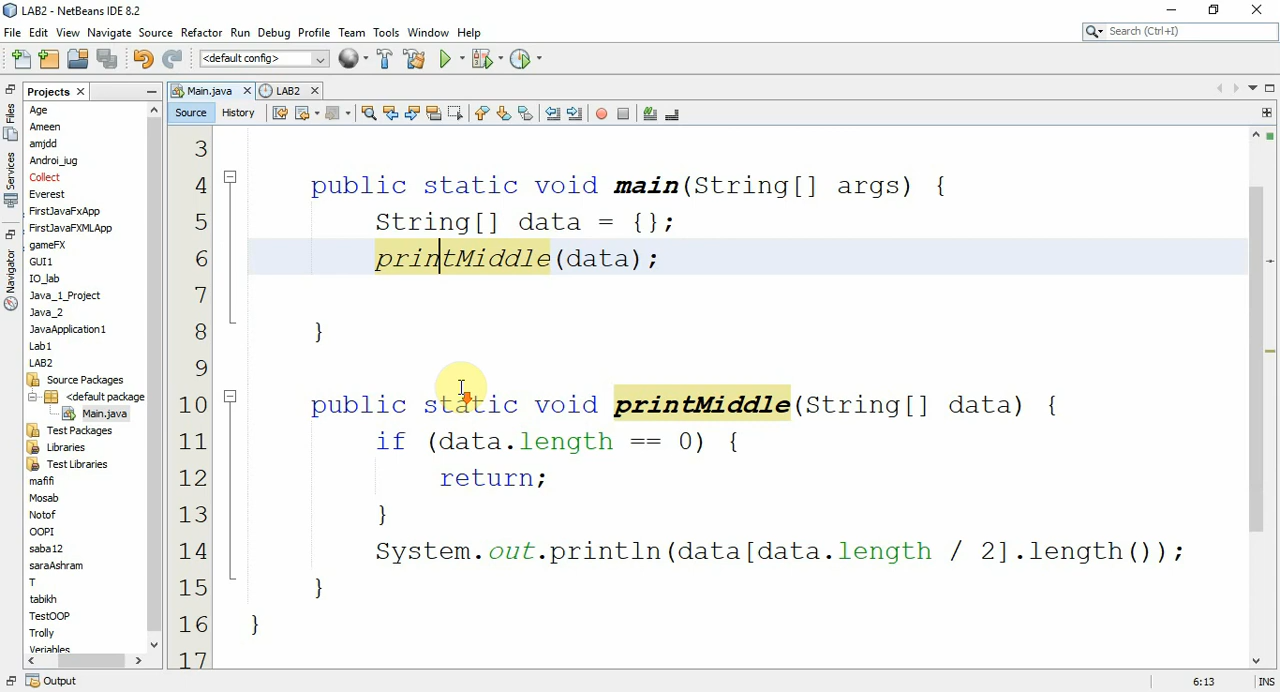 LAB2 - NetBeans IDE 8.2
File Edit View Navigate Source Refactor Run Debug Profile Team Tools Window Help
Search (Ctrl+I)
<default config>
Projects
Main.java
LAB2
Source History
Files
Services
Navigator
Age
Ameen
amjdd
Androi_iug
Collect
Everest
FirstJavaFxApp
FirstJavaFXMLApp
gameFX
GUI1
IO_lab
Java_1_Project
Java_2
JavaApplication1
Lab1
LAB2
Source Packages
<default package
Main.java
Test Packages
Libraries
Test Libraries
mafifi
Mosab
Notof
OOPI
saba12
saraAshram
T
tabikh
TestOOP
Trolly
Veriables
3
4 public static void main(String[] args) {
5 String[] data = {};
6 printMiddle(data);
7
8 }
9
10 public static void printMiddle(String[] data) {
11 if (data.length == 0) {
12 return;
13 }
14 System.out.println(data[data.length / 2].length());
15 }
16 }
17
Output
6:13
INS